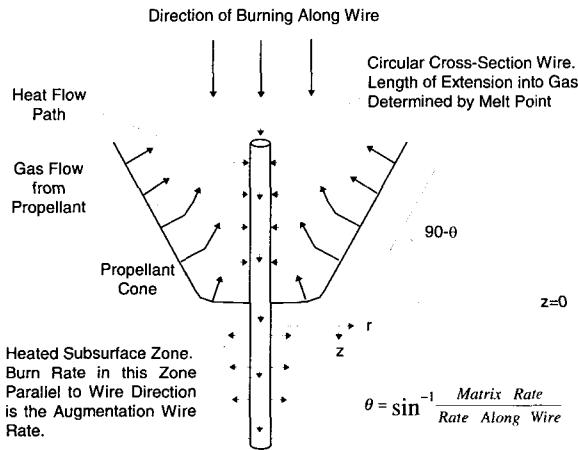 Direction of Burning Along Wire
Circular Cross-Section Wire.
Length of Extension into Gas
Determined by Melt Point
Heat Flow
Path
Gas Flow
from
Propellant
90-θ
Propellant
Cone
z=0
r
z
Heated Subsurface Zone.
Burn Rate in this Zone
Parallel to Wire Direction
is the Augmentation Wire
Rate.
θ = sin⁻¹ Matrix Rate / Rate Along Wire